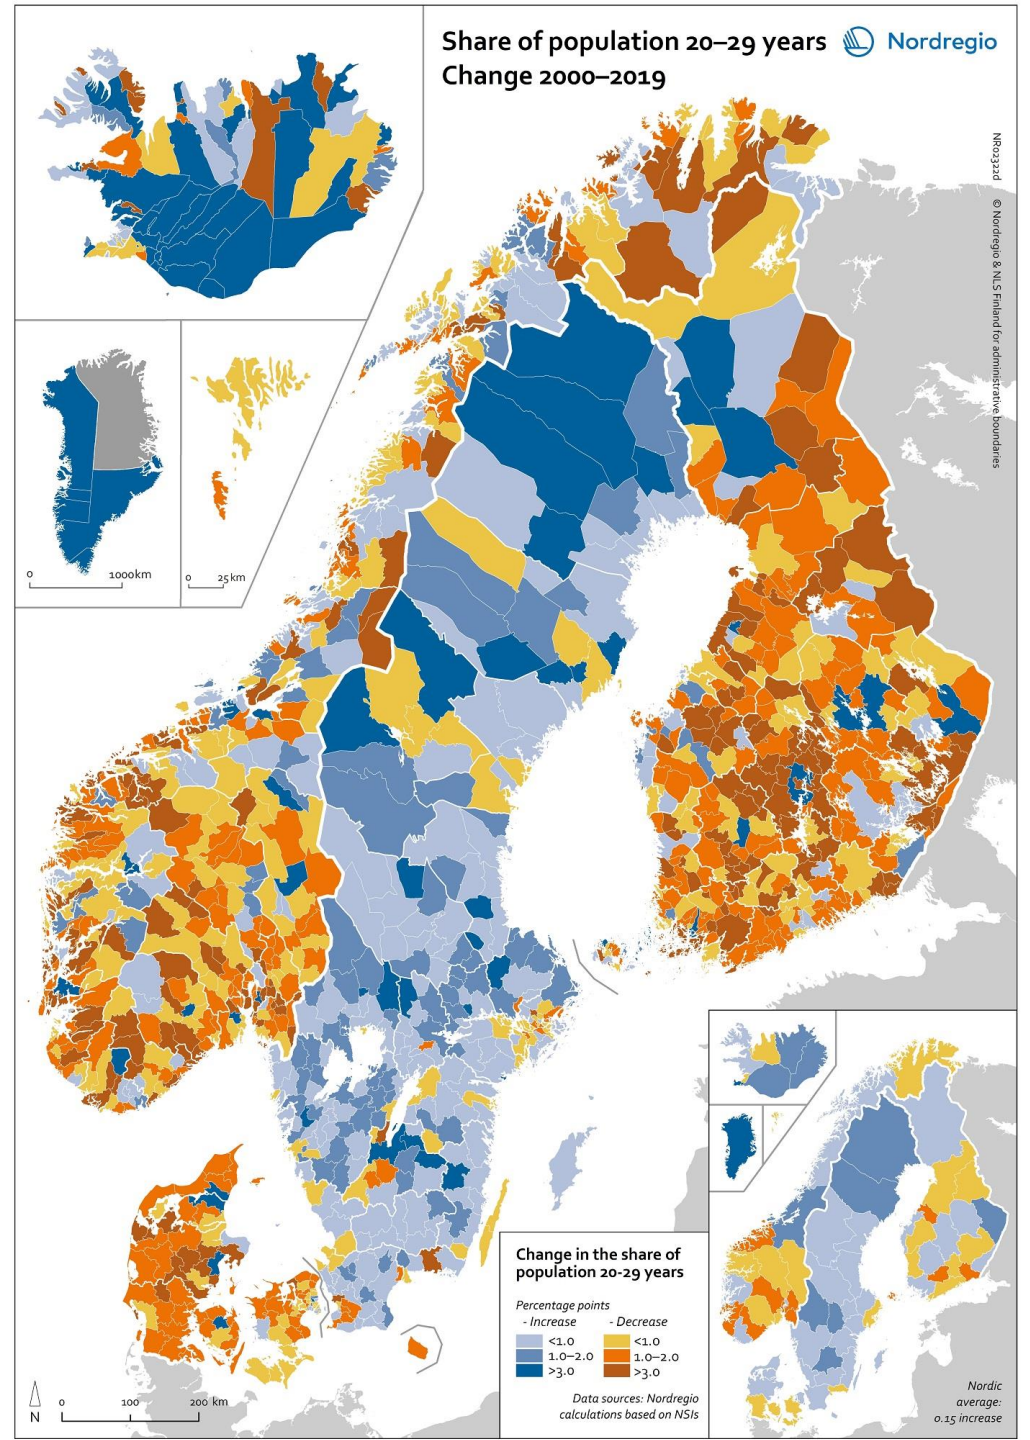 Share of population 20–29 years
Change 2000–2019
Nordregio
NR02322d © Nordregio & NLS Finland for administrative boundaries
0 1000km
0 25km
Change in the share of
population 20-29 years
Percentage points
- Increase - Decrease
<1.0 <1.0
1.0–2.0 1.0–2.0
>3.0 >3.0
Data sources: Nordregio
calculations based on NSIs
Nordic
average:
0.15 increase
N
0 100 200 km